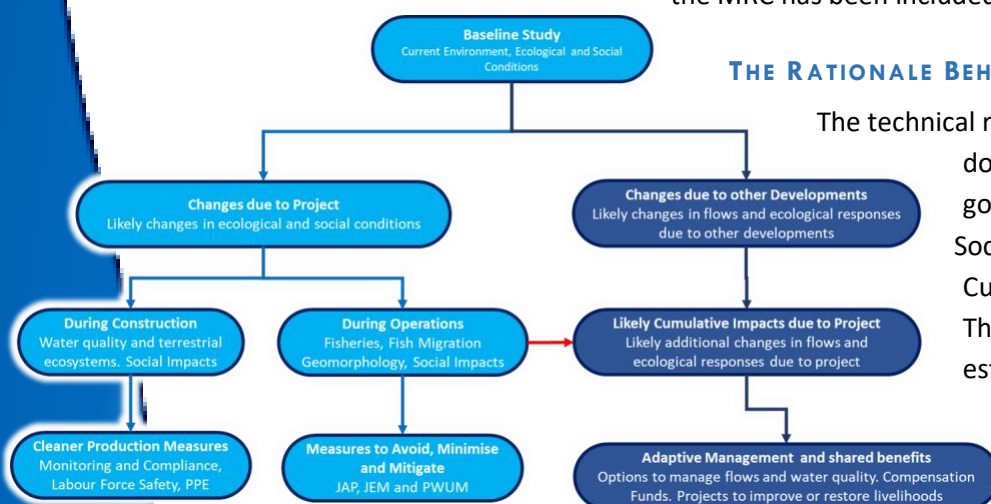 the MRC has been included
Baseline Study
Current Environment, Ecological and Social
Conditions
THE RATIONALE BEH
The technical
do
go
Soc
Cu
Th
est
Changes due to Project
Likely changes in ecological and social conditions
Changes due to other Developments
Likely changes in flows and ecological responses
due to other developments
During Construction
Water quality and terrestrial
ecosystems. Social Impacts
During Operations
Fisheries, Fish Migration
Geomorphology, Social Impacts
Likely Cumulative Impacts due to Project
Likely additional changes in flows and
ecological responses due to project
Cleaner Production Measures
Monitoring and Compliance,
Labour Force Safety, PPE
Measures to Avoid, Minimise
and Mitigate
JAP, JEM and PWUM
Adaptive Management and shared benefits
Options to manage flows and water quality. Compensation
Funds. Projects to improve or restore livelihoods